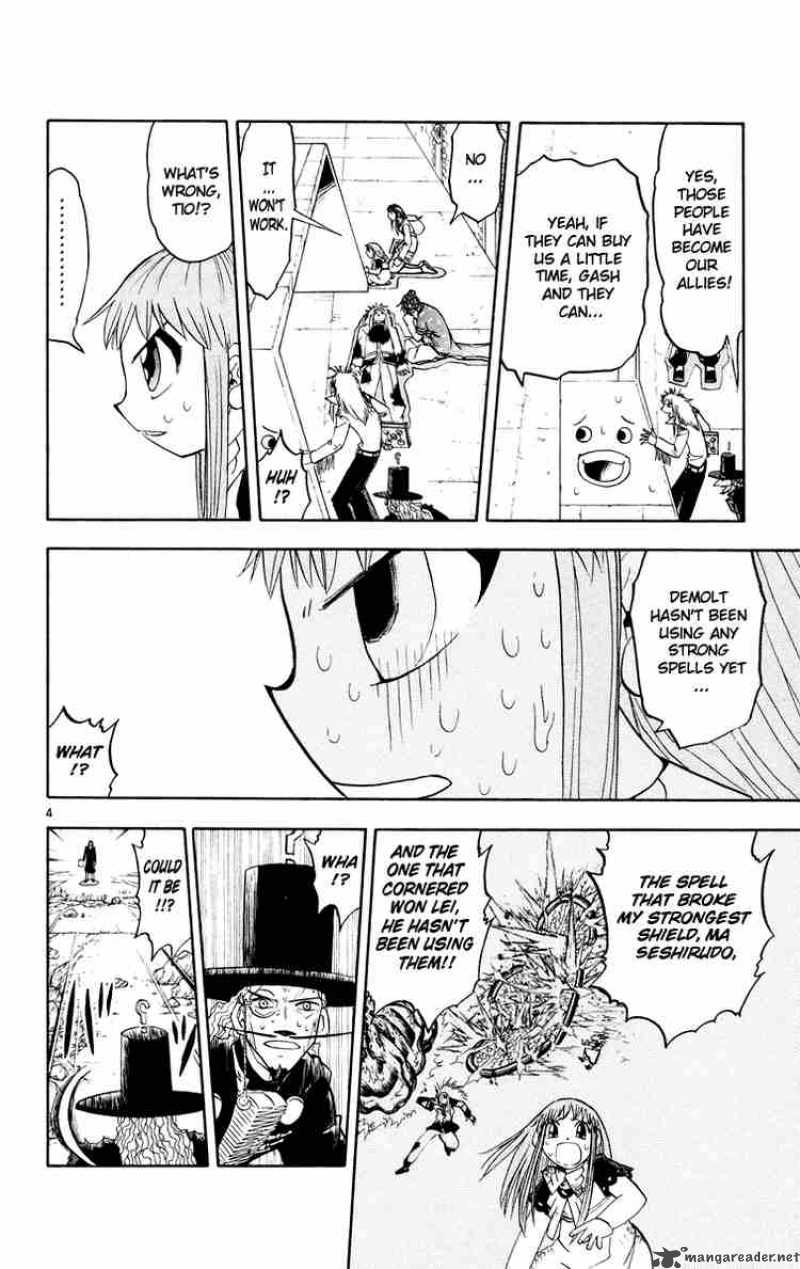 YES,
THOSE
PEOPLE
HAVE
BECOME
OUR
ALLIES!
YEAH, IF
THEY CAN BUY
US A LITTLE
TIME, GASH
AND THEY
CAN...
NO
...
IT
...
WON'T
WORK.
HUH
!?
WHAT'S
WRONG,
TIO!?
.........
DEMOLT
HASN'T BEEN
USING ANY
STRONG
SPELLS YET
...
WHAT
!?
4
THE SPELL
THAT BROKE
MY STRONGEST
SHIELD, MA
SESHIRUDO,
AND THE
ONE THAT
CORNERED
WON LEI,
HE HASN'T
BEEN USING
THEM!!
WHA
!?
COULD
IT BE
!!?
mangareader.net